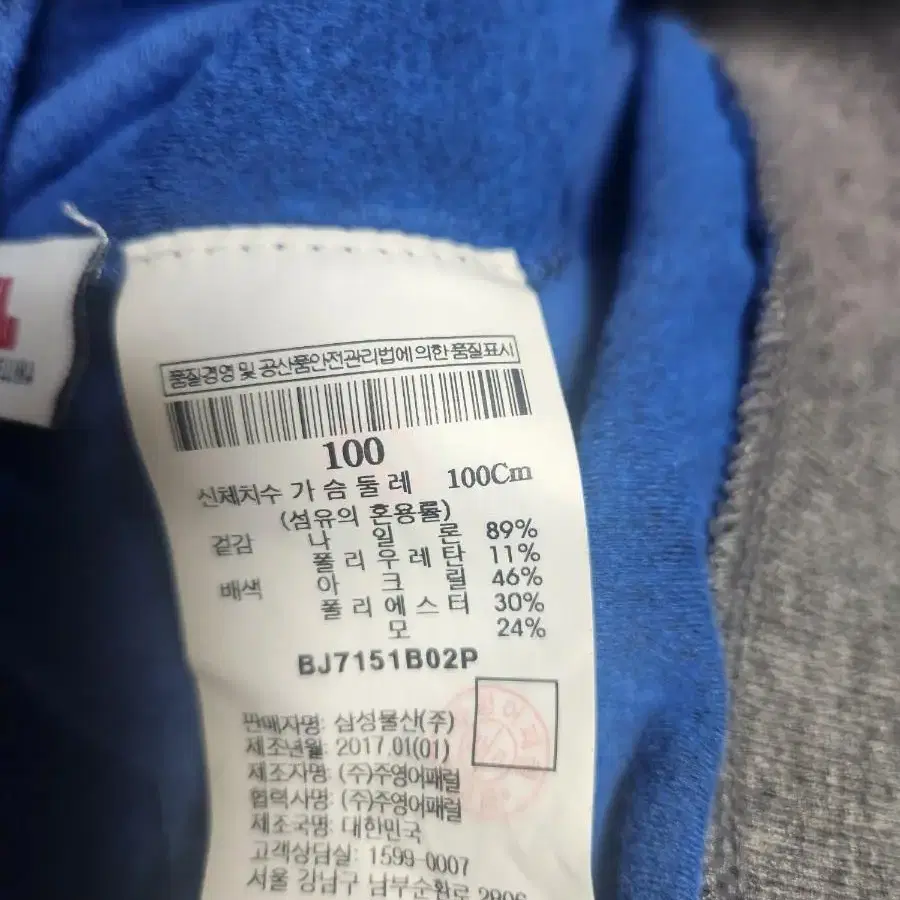 품질경영 및 공산품안전관리법에 의한 품질표시
100
신체치수 가슴둘레 100Cm
(섬유의 혼용률)
겉감 나일론 89%
폴리우레탄 11%
배색 아크릴 46%
폴리에스터 30%
모 24%
BJ7151B02P
판매자명: 삼성물산(주)
제조년월: 2017.01(01)
제조자명: (주)주영어패럴
협력사명: (주)주영어패럴
제조국명: 대한민국
고객상담실: 1599-0007
서울 강남구 남부순환로 2806